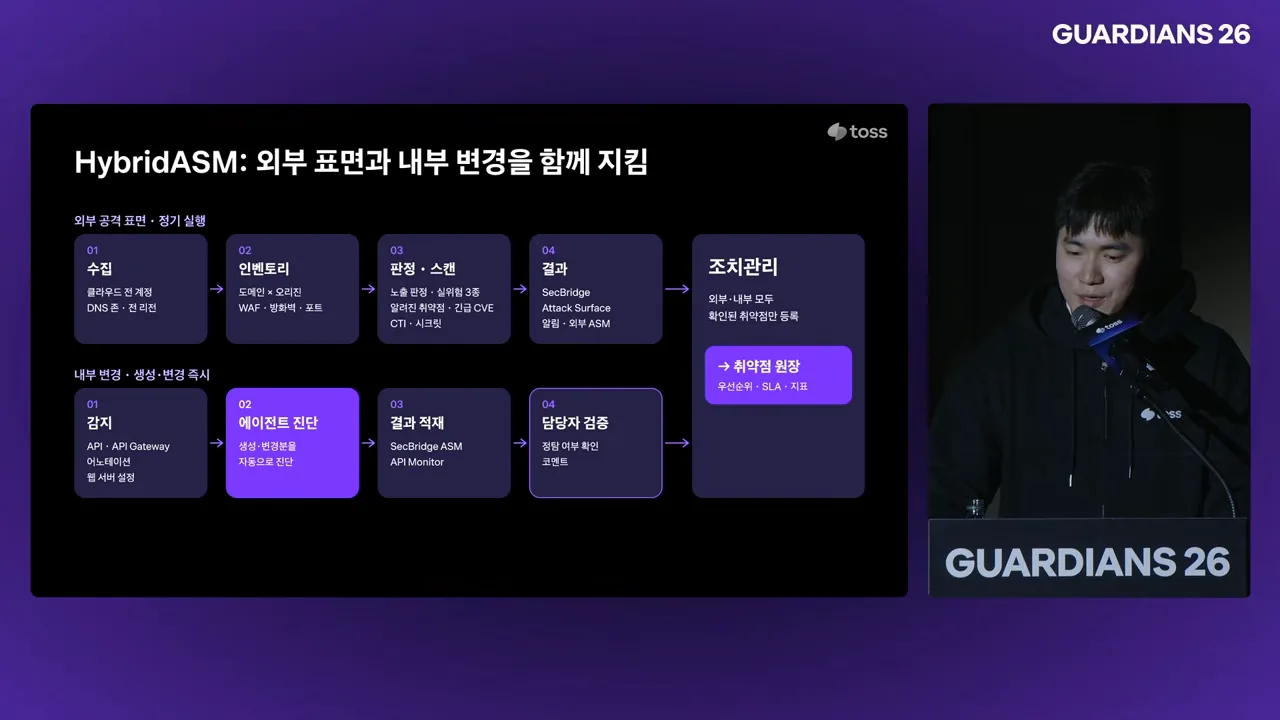 GUARDIANS 26
toss
HybridASM: 외부 표면과 내부 변경을 함께 지킴
외부 공격 표면 · 정기 실행
01
수집
클라우드 전 계정
DNS 존 · 전 리전
02
인벤토리
도메인 × 오리진
WAF · 방화벽 · 포트
03
판정 · 스캔
노출 판정 · 실위험 3종
알려진 취약점 · 긴급 CVE
CTI · 시크릿
04
결과
SecBridge
Attack Surface
알림 · 외부 ASM
조치관리
외부·내부 모두
확인된 취약점만 등록
→ 취약점 원장
우선순위 · SLA · 지표
내부 변경 · 생성·변경 즉시
01
감지
API · API Gateway
어노테이션
웹 서버 설정
02
에이전트 진단
생성·변경분을
자동으로 진단
03
결과 적재
SecBridge ASM
API Monitor
04
담당자 검증
정탐 여부 확인
코멘트
toss
toss
GUARDIANS 26